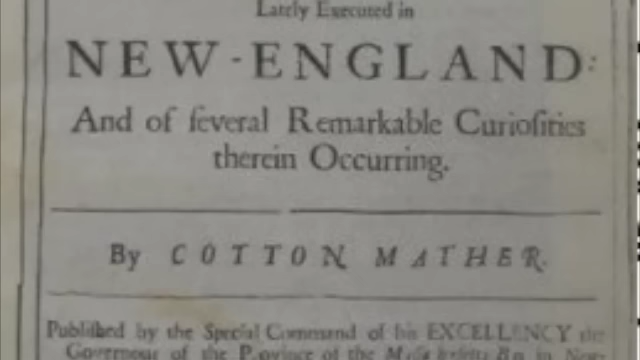 Lately Executed in
NEW-ENGLAND:
And of ſeveral Remarkable Curioſities
therein Occurring.
By COTTON MATHER.
Publiſhed by the Special Command of his EXCELLENCY the
Governour of the Province of the